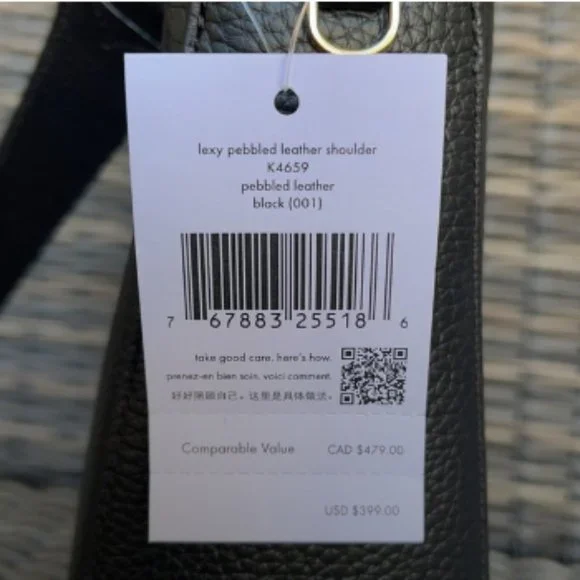 lexy pebbled leather shoulder
K4659
pebbled leather
black (001)
7 67883 25518 6
take good care. here's how.
prenez-en bien soin. voici comment.
好好照顾自己。这里是具体做法。
Comparable Value CAD $479.00
USD $399.00